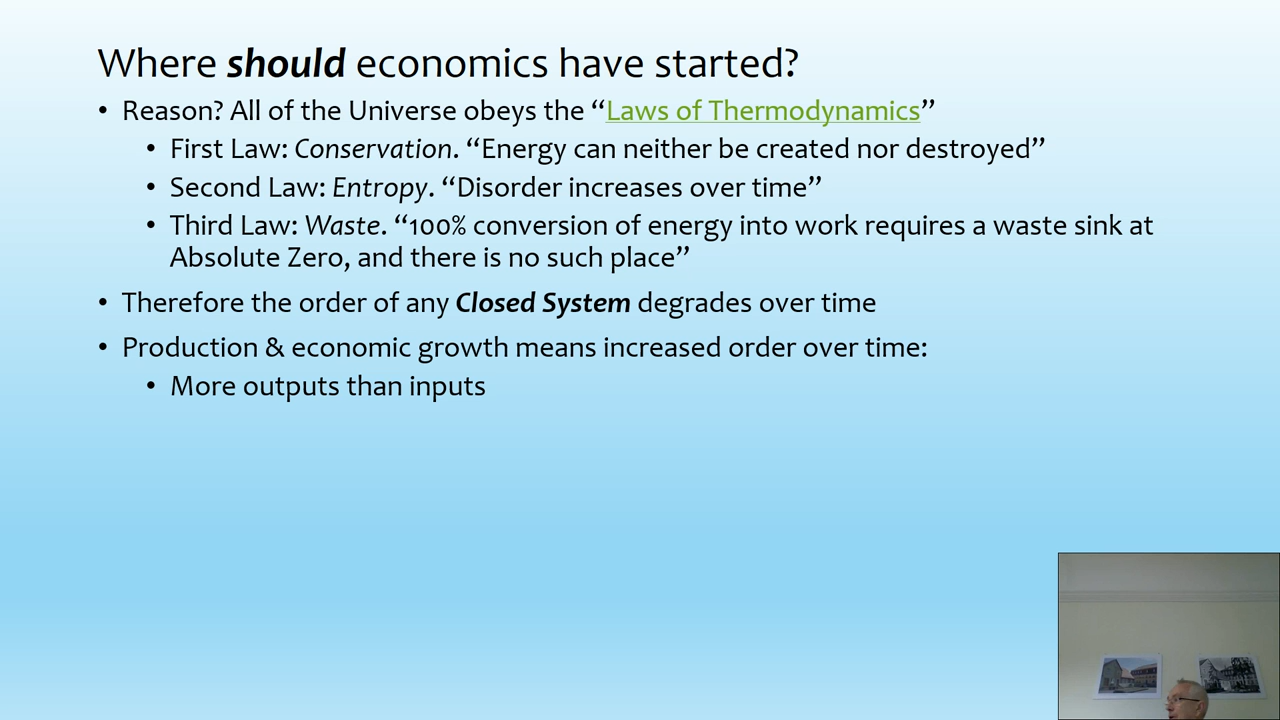 Where should economics have started?
• Reason? All of the Universe obeys the “Laws of Thermodynamics”
• First Law: Conservation. “Energy can neither be created nor destroyed”
• Second Law: Entropy. “Disorder increases over time”
• Third Law: Waste. “100% conversion of energy into work requires a waste sink at
Absolute Zero, and there is no such place”
• Therefore the order of any Closed System degrades over time
• Production & economic growth means increased order over time:
• More outputs than inputs